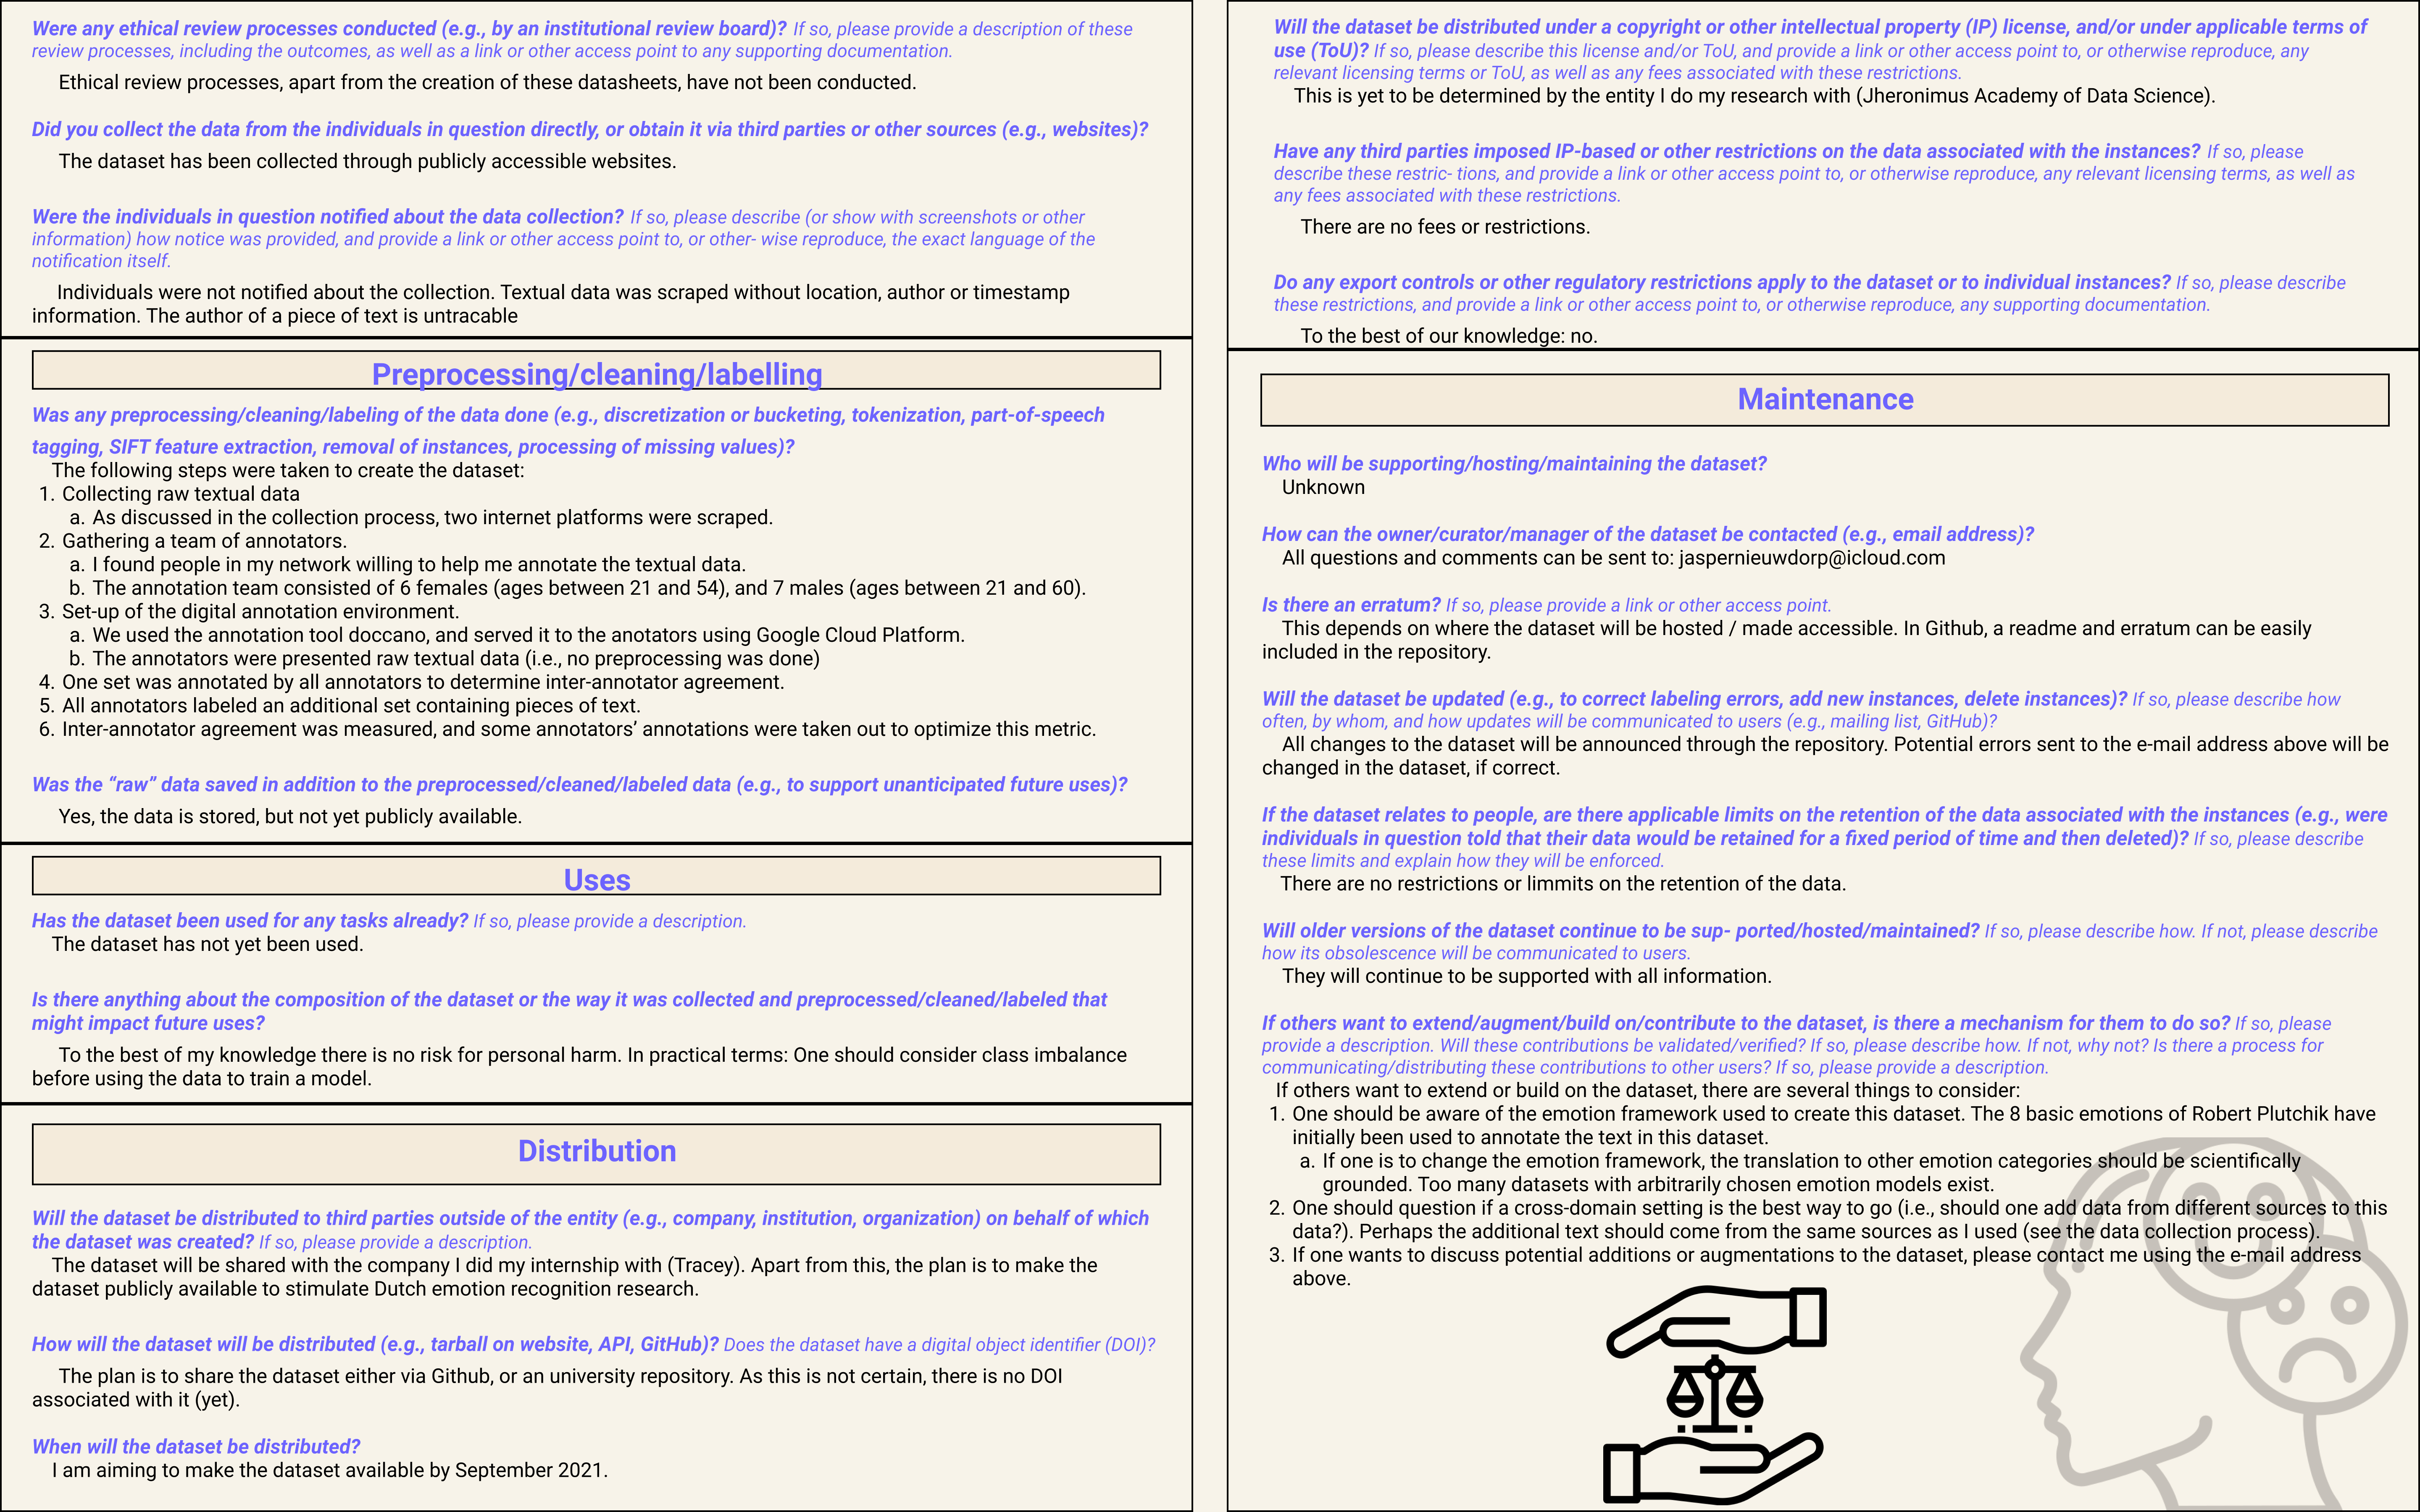 Were any ethical review processes conducted (e.g., by an institutional review board)? If so, please provide a description of these
review processes, including the outcomes, as well as a link or other access point to any supporting documentation.
Ethical review processes, apart from the creation of these datasheets, have not been conducted.
Did you collect the data from the individuals in question directly, or obtain it via third parties or other sources (e.g., websites)?
The dataset has been collected through publicly accessible websites.
Were the individuals in question notified about the data collection? If so, please describe (or show with screenshots or other
information) how notice was provided, and provide a link or other access point to, or other- wise reproduce, the exact language of the
notification itself.
Individuals were not notified about the collection. Textual data was scraped without location, author or timestamp
information. The author of a piece of text is untracable
Preprocessing/cleaning/labelling
Was any preprocessing/cleaning/labeling of the data done (e.g., discretization or bucketing, tokenization, part-of-speech
tagging, SIFT feature extraction, removal of instances, processing of missing values)?
The following steps were taken to create the dataset:
1. Collecting raw textual data
a. As discussed in the collection process, two internet platforms were scraped.
2. Gathering a team of annotators.
a. I found people in my network willing to help me annotate the textual data.
b. The annotation team consisted of 6 females (ages between 21 and 54), and 7 males (ages between 21 and 60).
3. Set-up of the digital annotation environment.
a. We used the annotation tool doccano, and served it to the anotators using Google Cloud Platform.
b. The annotators were presented raw textual data (i.e., no preprocessing was done)
4. One set was annotated by all annotators to determine inter-annotator agreement.
5. All annotators labeled an additional set containing pieces of text.
6. Inter-annotator agreement was measured, and some annotators’ annotations were taken out to optimize this metric.
Was the “raw” data saved in addition to the preprocessed/cleaned/labeled data (e.g., to support unanticipated future uses)?
Yes, the data is stored, but not yet publicly available.
Uses
Has the dataset been used for any tasks already? If so, please provide a description.
The dataset has not yet been used.
Is there anything about the composition of the dataset or the way it was collected and preprocessed/cleaned/labeled that
might impact future uses?
To the best of my knowledge there is no risk for personal harm. In practical terms: One should consider class imbalance
before using the data to train a model.
Distribution
Will the dataset be distributed to third parties outside of the entity (e.g., company, institution, organization) on behalf of which
the dataset was created? If so, please provide a description.
The dataset will be shared with the company I did my internship with (Tracey). Apart from this, the plan is to make the
dataset publicly available to stimulate Dutch emotion recognition research.
How will the dataset will be distributed (e.g., tarball on website, API, GitHub)? Does the dataset have a digital object identifier (DOI)?
The plan is to share the dataset either via Github, or an university repository. As this is not certain, there is no DOI
associated with it (yet).
When will the dataset be distributed?
I am aiming to make the dataset available by September 2021.
Will the dataset be distributed under a copyright or other intellectual property (IP) license, and/or under applicable terms of
use (ToU)? If so, please describe this license and/or ToU, and provide a link or other access point to, or otherwise reproduce, any
relevant licensing terms or ToU, as well as any fees associated with these restrictions.
This is yet to be determined by the entity I do my research with (Jheronimus Academy of Data Science).
Have any third parties imposed IP-based or other restrictions on the data associated with the instances? If so, please
describe these restric- tions, and provide a link or other access point to, or otherwise reproduce, any relevant licensing terms, as well as
any fees associated with these restrictions.
There are no fees or restrictions.
Do any export controls or other regulatory restrictions apply to the dataset or to individual instances? If so, please describe
these restrictions, and provide a link or other access point to, or otherwise reproduce, any supporting documentation.
To the best of our knowledge: no.
Maintenance
Who will be supporting/hosting/maintaining the dataset?
Unknown
How can the owner/curator/manager of the dataset be contacted (e.g., email address)?
All questions and comments can be sent to: jaspernieuwdorp@icloud.com
Is there an erratum? If so, please provide a link or other access point.
This depends on where the dataset will be hosted / made accessible. In Github, a readme and erratum can be easily
included in the repository.
Will the dataset be updated (e.g., to correct labeling errors, add new instances, delete instances)? If so, please describe how
often, by whom, and how updates will be communicated to users (e.g., mailing list, GitHub)?
All changes to the dataset will be announced through the repository. Potential errors sent to the e-mail address above will be
changed in the dataset, if correct.
If the dataset relates to people, are there applicable limits on the retention of the data associated with the instances (e.g., were
individuals in question told that their data would be retained for a fixed period of time and then deleted)? If so, please describe
these limits and explain how they will be enforced.
There are no restrictions or limmits on the retention of the data.
Will older versions of the dataset continue to be sup- ported/hosted/maintained? If so, please describe how. If not, please describe
how its obsolescence will be communicated to users.
They will continue to be supported with all information.
If others want to extend/augment/build on/contribute to the dataset, is there a mechanism for them to do so? If so, please
provide a description. Will these contributions be validated/verified? If so, please describe how. If not, why not? Is there a process for
communicating/distributing these contributions to other users? If so, please provide a description.
If others want to extend or build on the dataset, there are several things to consider:
1. One should be aware of the emotion framework used to create this dataset. The 8 basic emotions of Robert Plutchik have
initially been used to annotate the text in this dataset.
a. If one is to change the emotion framework, the translation to other emotion categories should be scientifically
grounded. Too many datasets with arbitrarily chosen emotion models exist.
2. One should question if a cross-domain setting is the best way to go (i.e., should one add data from different sources to this
data?). Perhaps the additional text should come from the same sources as I used (see the data collection process).
3. If one wants to discuss potential additions or augmentations to the dataset, please contact me using the e-mail address
above.